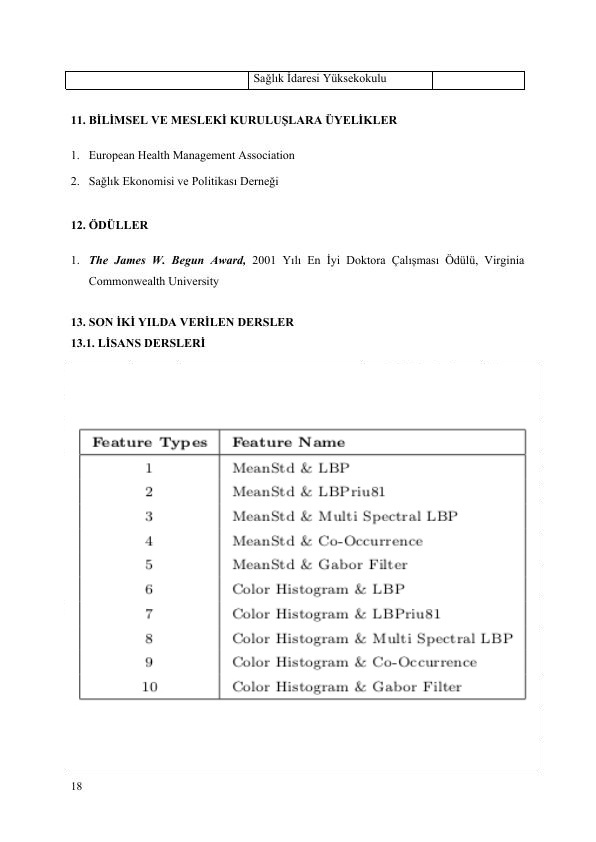 Sağlık İdaresi Yüksekokulu
11. BİLİMSEL VE MESLEKİ KURULUŞLARA ÜYELİKLER
1. European Health Management Association
2. Sağlık Ekonomisi ve Politikası Derneği
12. ÖDÜLLER
1. The James W. Begun Award, 2001 Yılı En İyi Doktora Çalışması Ödülü, Virginia
Commonwealth University
13. SON İKİ YILDA VERİLEN DERSLER
13.1. LİSANS DERSLERİ
Feature Types Feature Name
1 MeanStd & LBP
2 MeanStd & LBPriu81
3 MeanStd & Multi Spectral LBP
4 MeanStd & Co-Occurrence
5 MeanStd & Gabor Filter
6 Color Histogram & LBP
7 Color Histogram & LBPriu81
8 Color Histogram & Multi Spectral LBP
9 Color Histogram & Co-Occurrence
10 Color Histogram & Gabor Filter
18